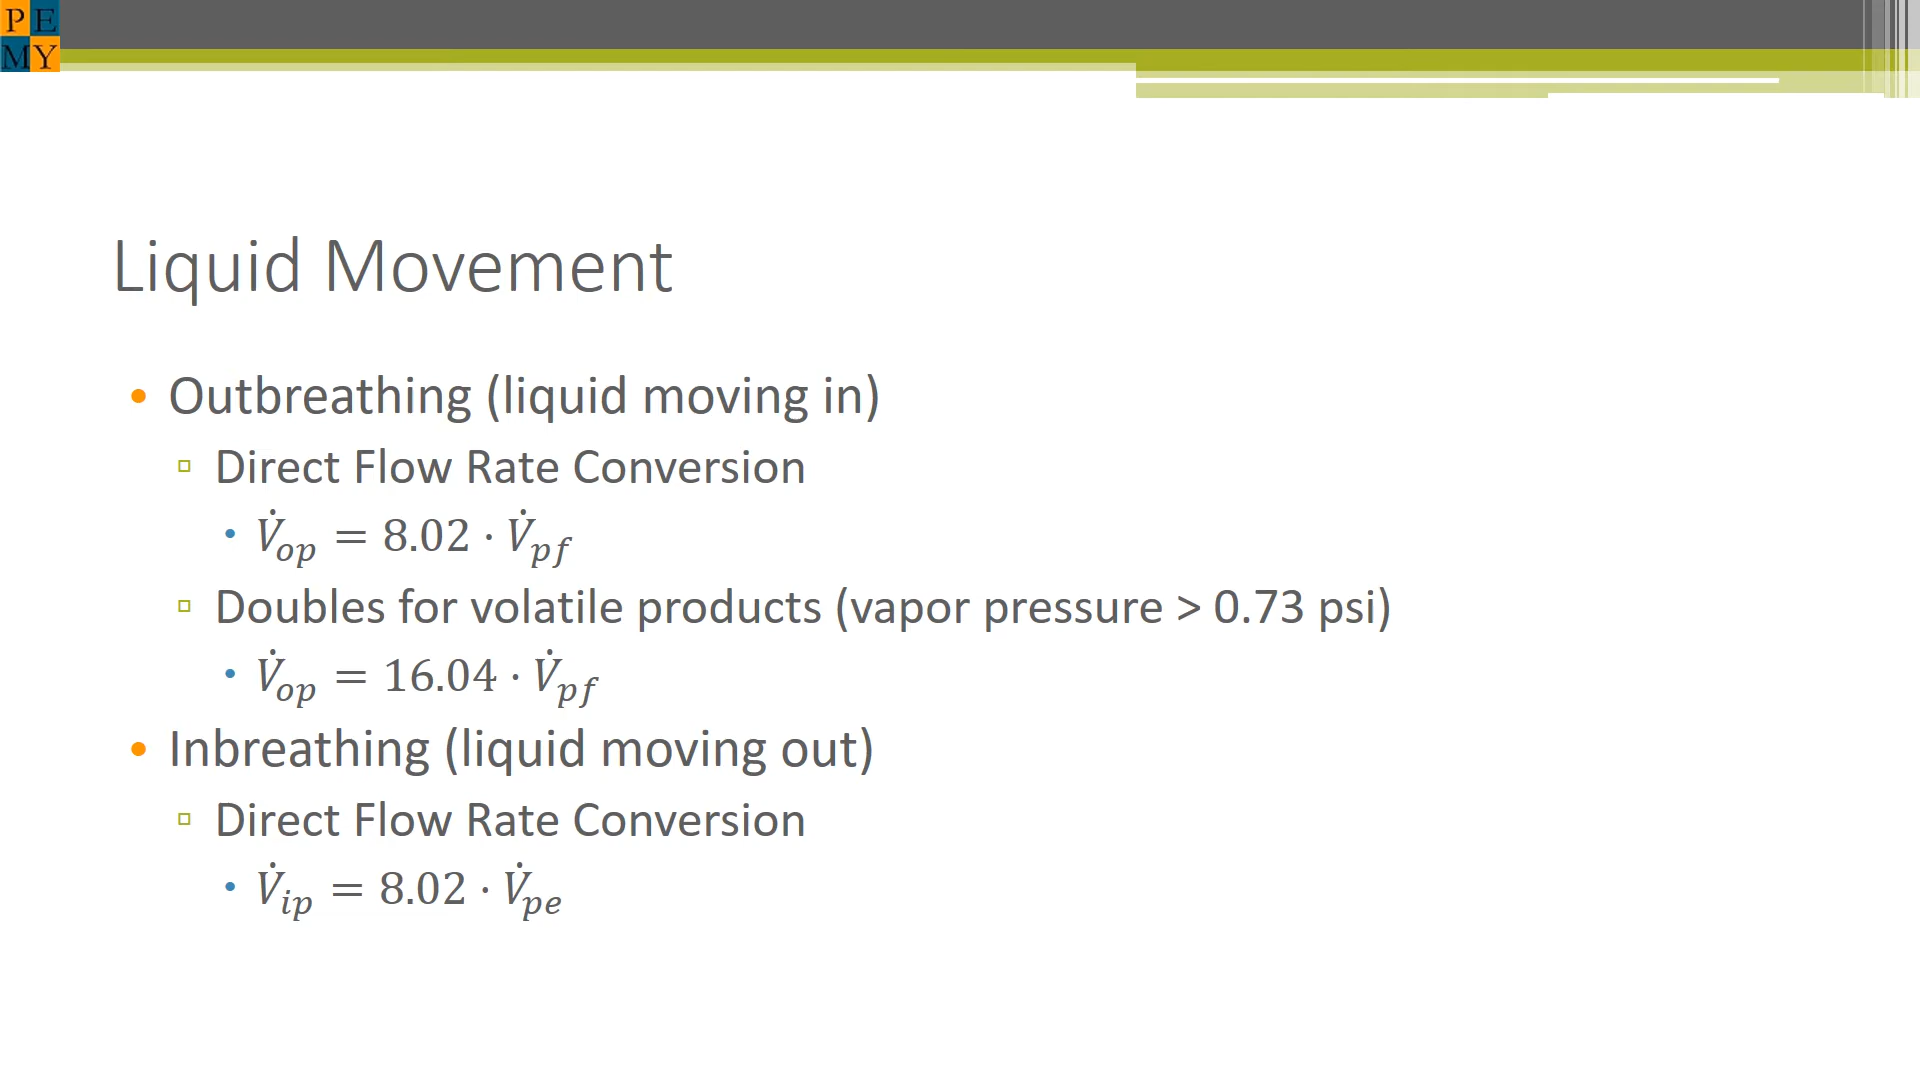 P E
M Y
Liquid Movement
• Outbreathing (liquid moving in)
▫ Direct Flow Rate Conversion
• V̇op = 8.02 · V̇pf
▫ Doubles for volatile products (vapor pressure > 0.73 psi)
• V̇op = 16.04 · V̇pf
• Inbreathing (liquid moving out)
▫ Direct Flow Rate Conversion
• V̇ip = 8.02 · V̇pe